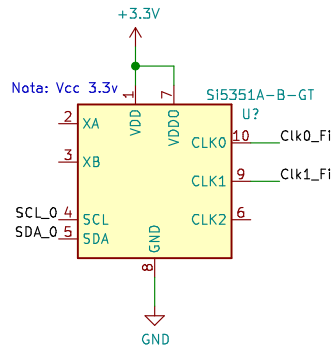 +3.3V
Nota: Vcc 3.3v
Si5351A-B-GT
U?
1
7
VDD
VDDO
2
XA
CLK0
10
Clk0_Fi
3
XB
CLK1
9
Clk1_Fi
SCL_0
4
SCL
CLK2
6
SDA_0
5
SDA
GND
8
GND